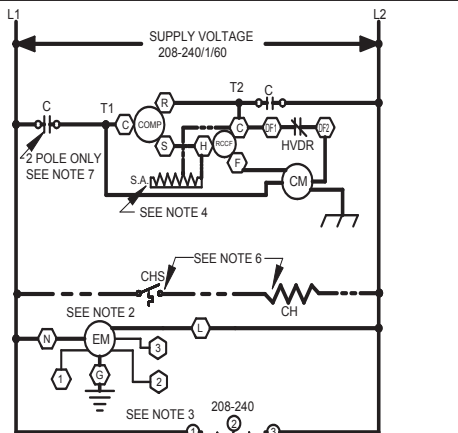 L1 L2
SUPPLY VOLTAGE
208-240/1/60
C T1 T2 C
R
C COMP C DF1 DF2
S H RCCF HVDR
2 POLE ONLY
SEE NOTE 7
F
S.A. CM
SEE NOTE 4
SEE NOTE 6
CHS
CH
SEE NOTE 2
N EM L
3
1 G 2
SEE NOTE 3 208-240
1 2 3